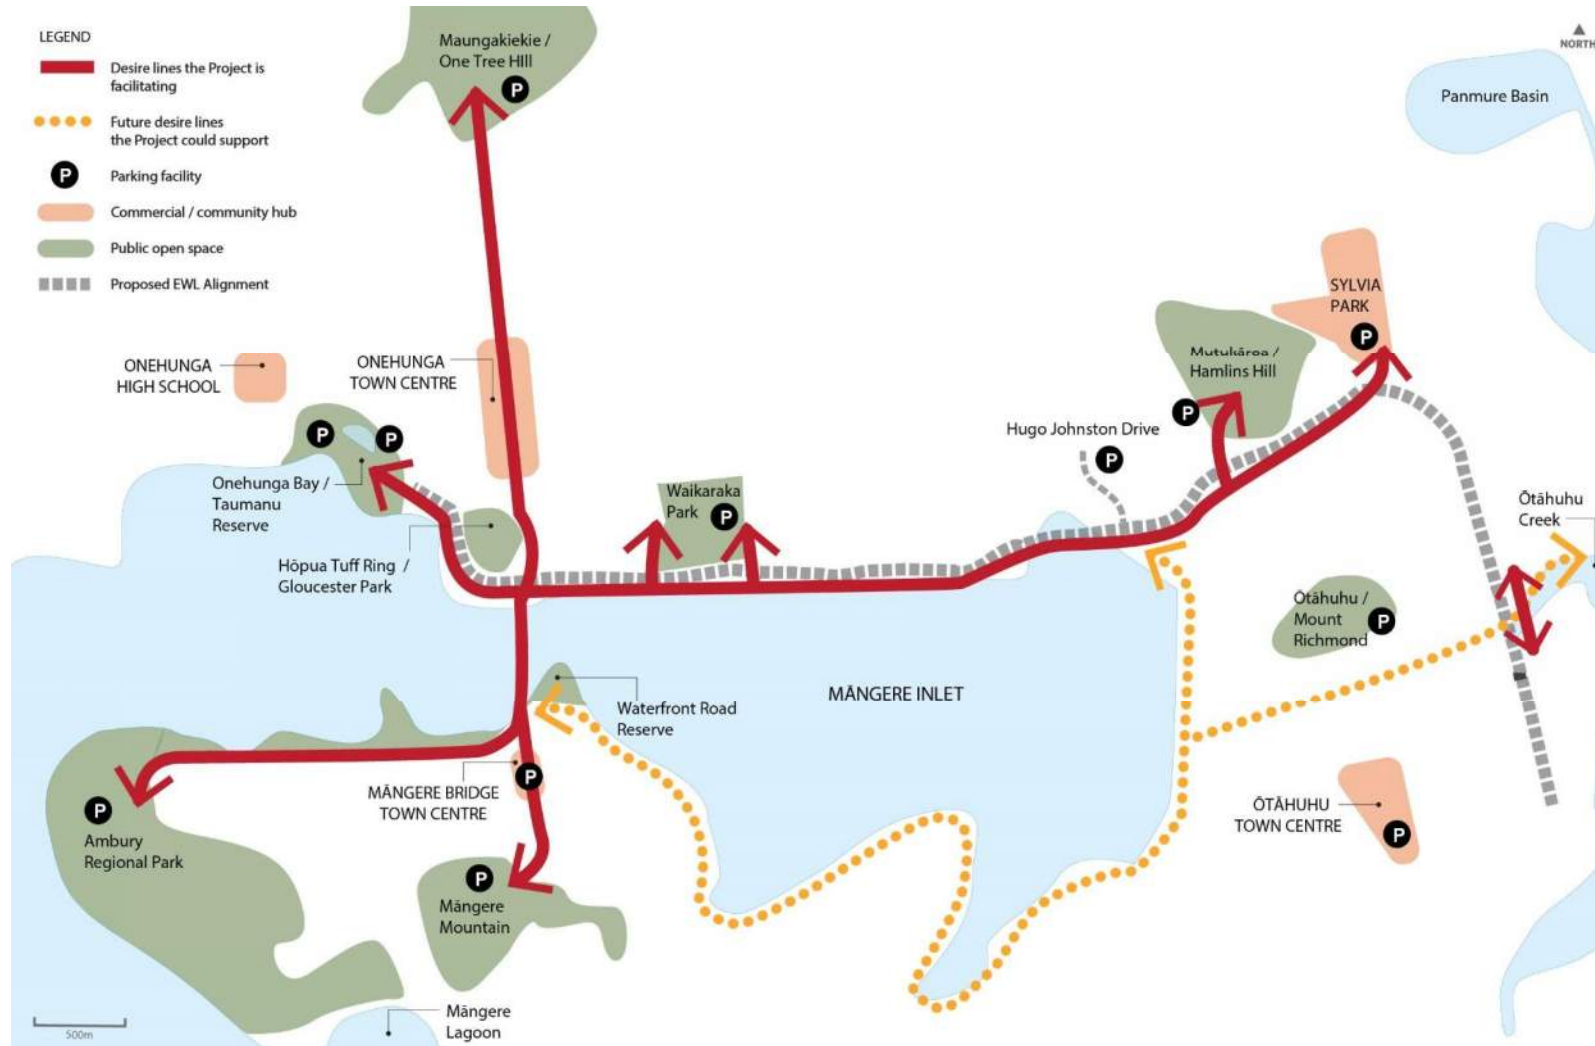 LEGEND
Desire lines the Project is
facilitating
Future desire lines
the Project could support
P
Parking facility
Commercial / community hub
Public open space
Proposed EWL Alignment
Maungakiekie /
One Tree HIll
P
NORTH
Panmure Basin
SYLVIA
PARK
P
Mutukāroa /
Hamlins Hill
P
ONEHUNGA
HIGH SCHOOL
ONEHUNGA
TOWN CENTRE
P
P
Hugo Johnston Drive
P
Onehunga Bay /
Taumanu
Reserve
Waikaraka
Park
P
Ōtāhuhu
Creek
Hōpua Tuff Ring /
Gloucester Park
Ōtāhuhu /
Mount
Richmond
P
MĀNGERE INLET
Waterfront Road
Reserve
MĀNGERE BRIDGE
TOWN CENTRE
P
P
Ambury
Regional Park
ŌTĀHUHU
TOWN CENTRE
P
P
Māngere
Mountain
Māngere
Lagoon
500m